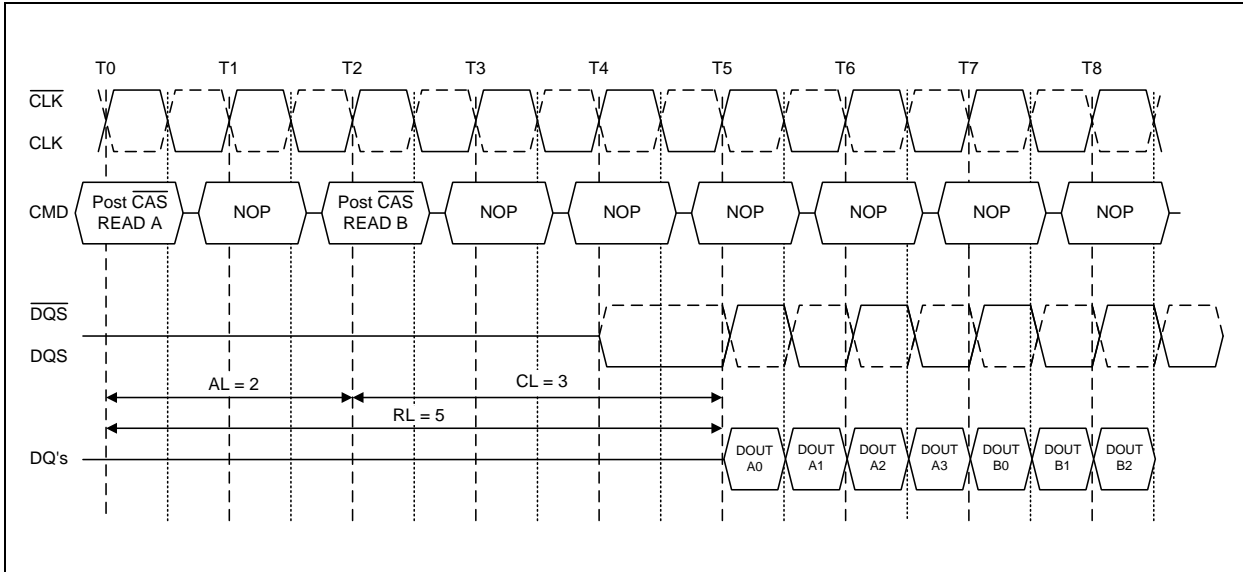 T0 T1 T2 T3 T4 T5 T6 T7 T8
CLK
CLK
CMD
Post CAS
READ A
NOP
Post CAS
READ B
NOP
NOP
NOP
NOP
NOP
NOP
DQS
DQS
AL = 2
CL = 3
RL = 5
DQ's
DOUT
A0
DOUT
A1
DOUT
A2
DOUT
A3
DOUT
B0
DOUT
B1
DOUT
B2